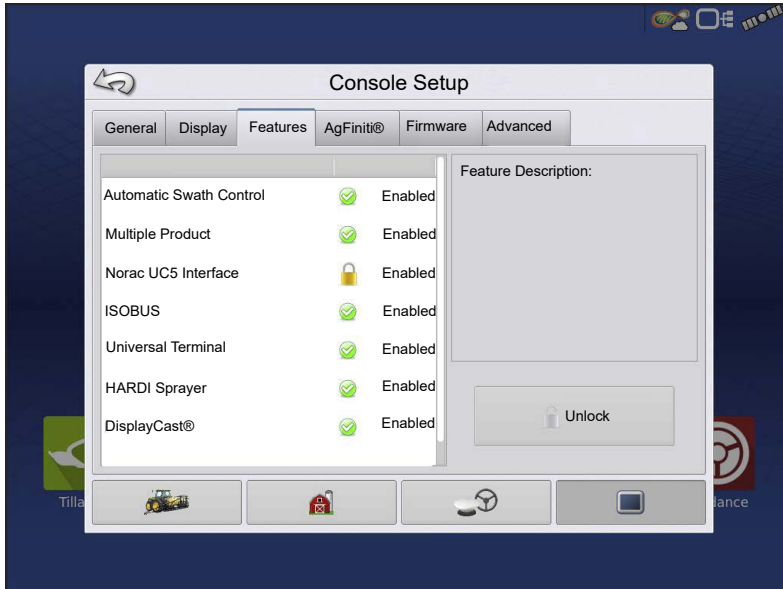 Console Setup
General Display Features AgFiniti® Firmware Advanced
Feature Description:
Automatic Swath Control Enabled
Multiple Product Enabled
Norac UC5 Interface Enabled
ISOBUS Enabled
Universal Terminal Enabled
HARDI Sprayer Enabled
DisplayCast® Enabled
Unlock
Tilla
dance